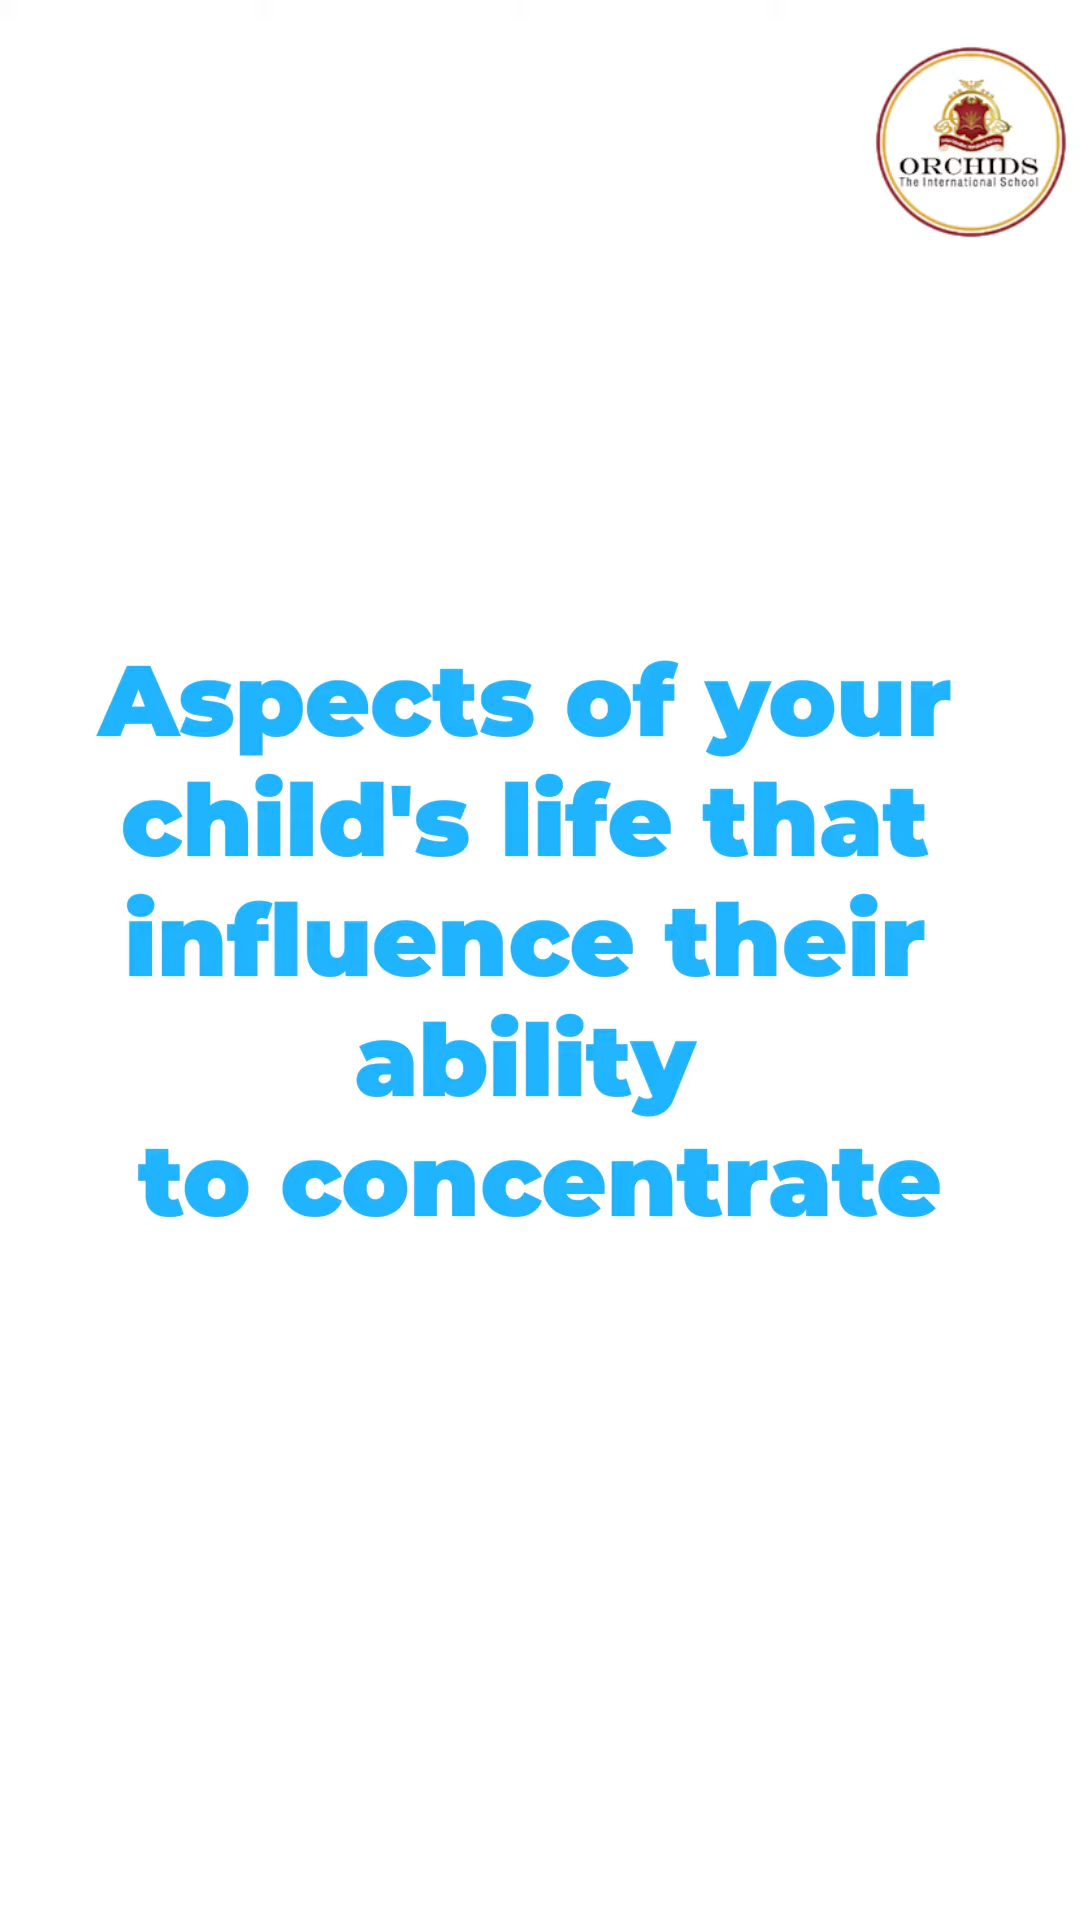 ORCHIDS
The International School
Aspects of your
child's life that
influence their
ability
to concentrate